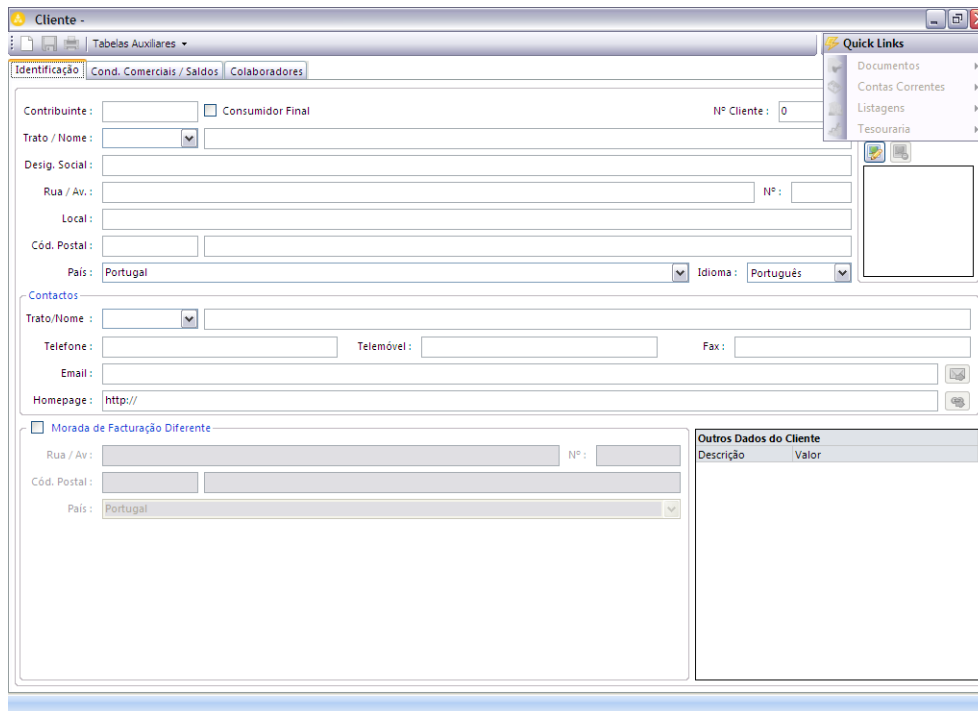 Cliente -
Tabelas Auxiliares
Quick Links
Documentos
Contas Correntes
Listagens
Tesouraria
Identificação Cond. Comerciais / Saldos Colaboradores
Contribuinte : Consumidor Final Nº Cliente : 0
Trato / Nome :
Desig. Social :
Rua / Av. : Nº :
Local :
Cód. Postal :
País : Portugal Idioma : Português
Contactos
Trato/Nome :
Telefone : Telemóvel : Fax :
Email :
Homepage : http://
Morada de Facturação Diferente
Rua / Av : Nº :
Cód. Postal :
País : Portugal
Outros Dados do Cliente
Descrição Valor